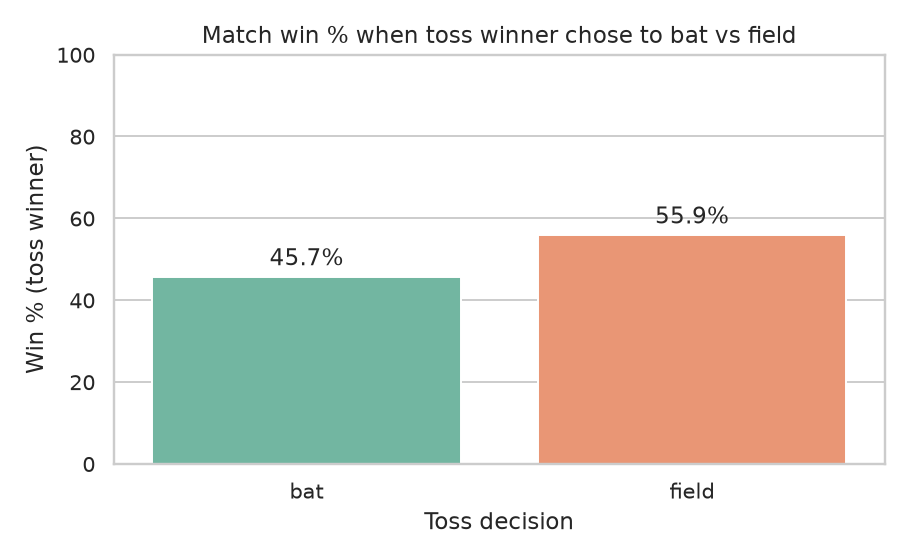 Match win % when toss winner chose to bat vs field
100
80
60
40
20
0
Win % (toss winner)
45.7%
55.9%
bat
field
Toss decision